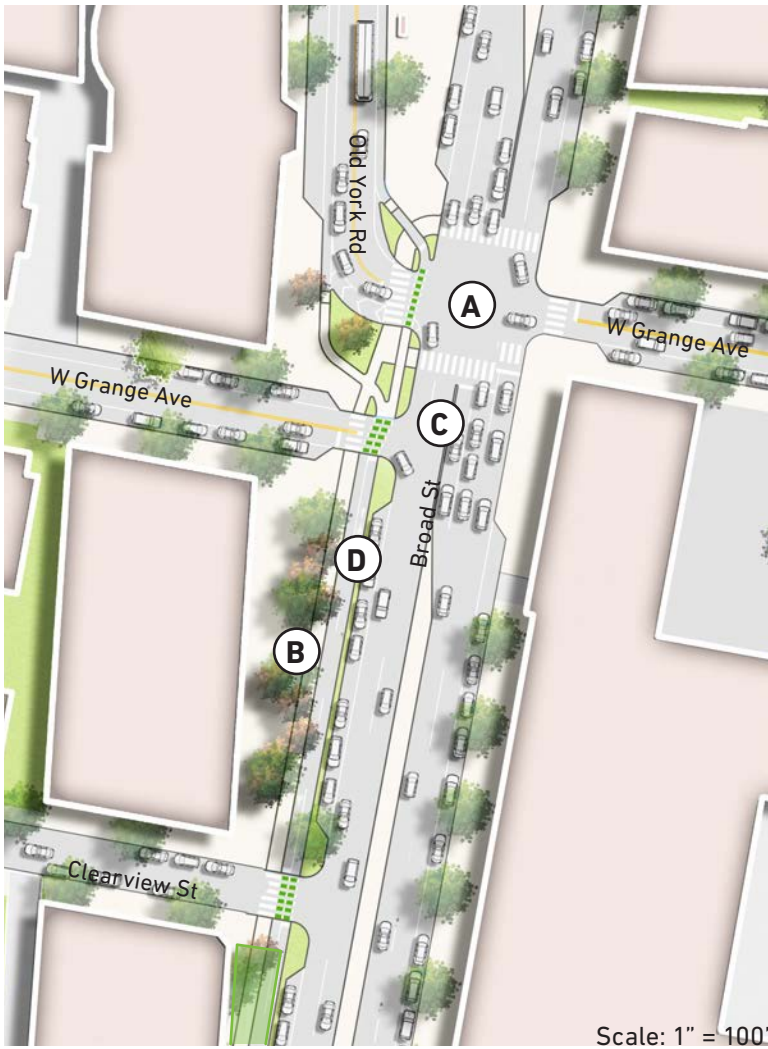 Old York Rd
A
W Grange Ave
W Grange Ave
C
Broad St
D
B
Clearview St
Scale: 1” = 100’